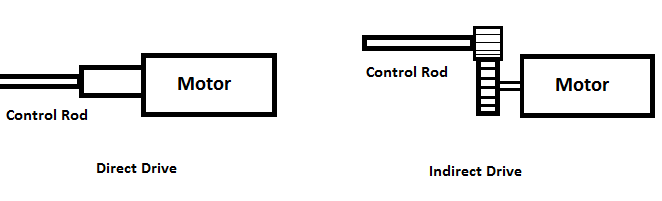 Motor
Control Rod
Direct Drive
Control Rod
Motor
Indirect Drive